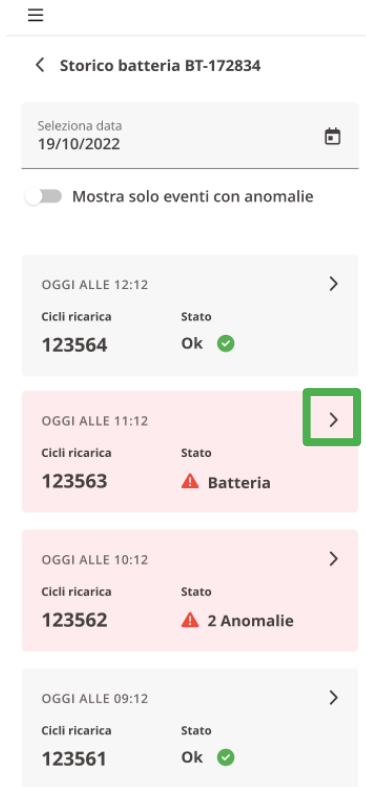 Storico batteria BT-172834
Seleziona data
19/10/2022
Mostra solo eventi con anomalie
OGGI ALLE 12:12
Cicli ricarica Stato
123564 Ok
OGGI ALLE 11:12
Cicli ricarica Stato
123563 Batteria
OGGI ALLE 10:12
Cicli ricarica Stato
123562 2 Anomalie
OGGI ALLE 09:12
Cicli ricarica Stato
123561 Ok